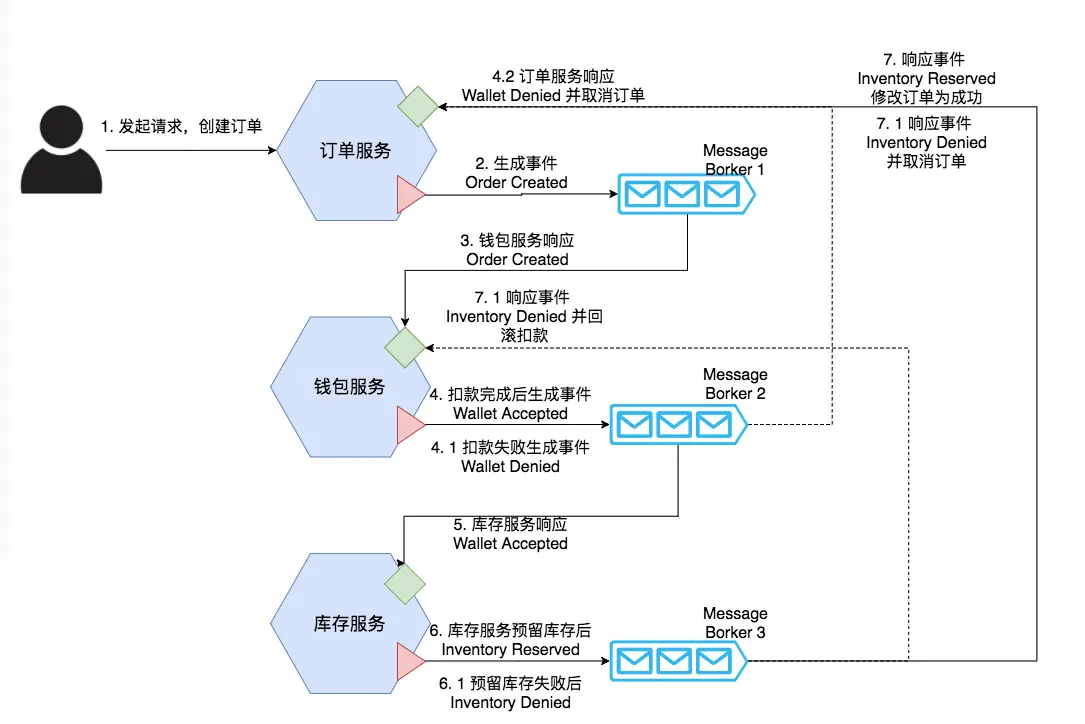 1. 发起请求，创建订单
订单服务
4.2 订单服务响应
Wallet Denied 并取消订单
7. 响应事件
Inventory Reserved
修改订单为成功
7. 1 响应事件
Inventory Denied
并取消订单
2. 生成事件
Order Created
Message
Borker 1
3. 钱包服务响应
Order Created
7. 1 响应事件
Inventory Denied 并回
滚扣款
钱包服务
4. 扣款完成后生成事件
Wallet Accepted
4. 1 扣款失败生成事件
Wallet Denied
Message
Borker 2
5. 库存服务响应
Wallet Accepted
库存服务
6. 库存服务预留库存后
Inventory Reserved
6. 1 预留库存失败后
Inventory Denied
Message
Borker 3